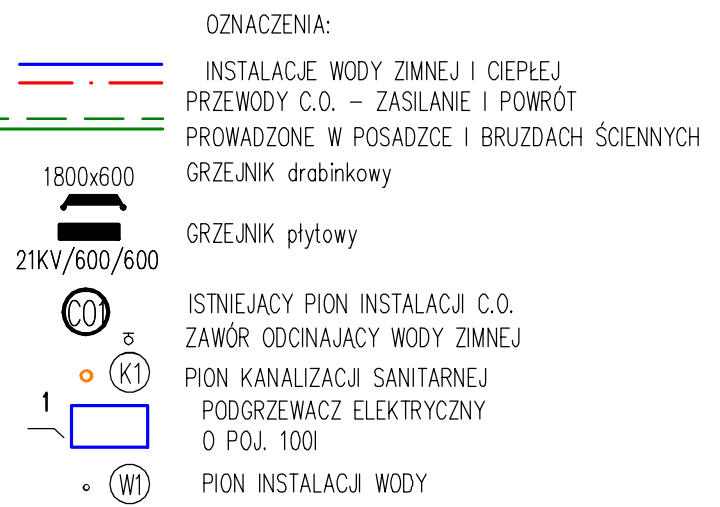 OZNACZENIA:
INSTALACJE WODY ZIMNEJ I CIEPŁEJ
PRZEWODY C.O. – ZASILANIE I POWRÓT
PROWADZONE W POSADZCE I BRUZDACH ŚCIENNYCH
1800x600
GRZEJNIK drabinkowy
GRZEJNIK płytowy
21KV/600/600
CO1
ISTNIEJĄCY PION INSTALACJI C.O.
ZAWÓR ODCINAJĄCY WODY ZIMNEJ
K1
PION KANALIZACJI SANITARNEJ
1
PODGRZEWACZ ELEKTRYCZNY
O POJ. 100l
W1
PION INSTALACJI WODY